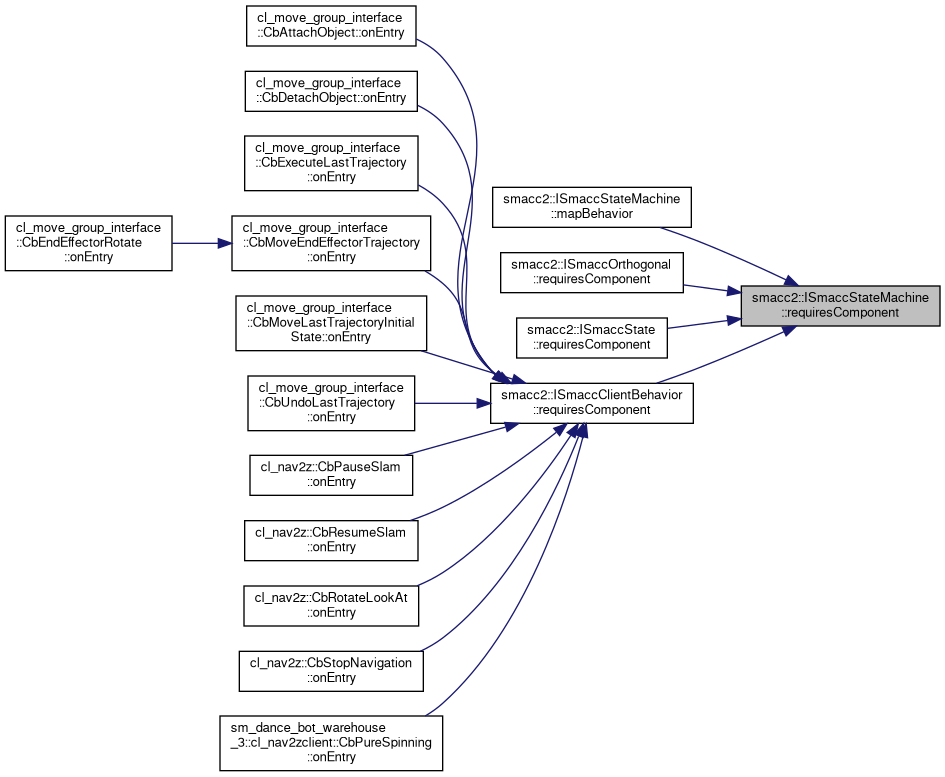 cl_move_group_interface
::CbAttachObject::onEntry
cl_move_group_interface
::CbDetachObject::onEntry
cl_move_group_interface
::CbExecuteLastTrajectory
::onEntry
cl_move_group_interface
::CbEndEffectorRotate
::onEntry
cl_move_group_interface
::CbMoveEndEffectorTrajectory
::onEntry
cl_move_group_interface
::CbMoveLastTrajectoryInitial
State::onEntry
cl_move_group_interface
::CbUndoLastTrajectory
::onEntry
cl_nav2z::CbPauseSlam
::onEntry
cl_nav2z::CbResumeSlam
::onEntry
cl_nav2z::CbRotateLookAt
::onEntry
cl_nav2z::CbStopNavigation
::onEntry
sm_dance_bot_warehouse
_3::cl_nav2zclient::CbPureSpinning
::onEntry
smacc2::ISmaccStateMachine
::mapBehavior
smacc2::ISmaccOrthogonal
::requiresComponent
smacc2::ISmaccState
::requiresComponent
smacc2::ISmaccClientBehavior
::requiresComponent
smacc2::ISmaccStateMachine
::requiresComponent